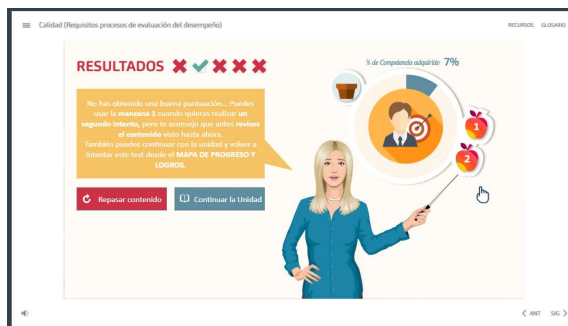 Calidad (Requisitos procesos de evaluación del desempeño)
RECURSOS GLOSARIO
RESULTADOS
% de Competencia adquirido 7%
No has obtenido una buena puntuación... Puedes
usar la manzana 1 cuando quieras realizar un
segundo intento, pero te aconsejo que antes revises
el contenido visto hasta ahora.
También puedes continuar con la unidad y volver a
intentar este test desde el MAPA DE PROGRESO Y
LOGROS.
1
2
Repasar contenido
Continuar la Unidad
ANT SIG